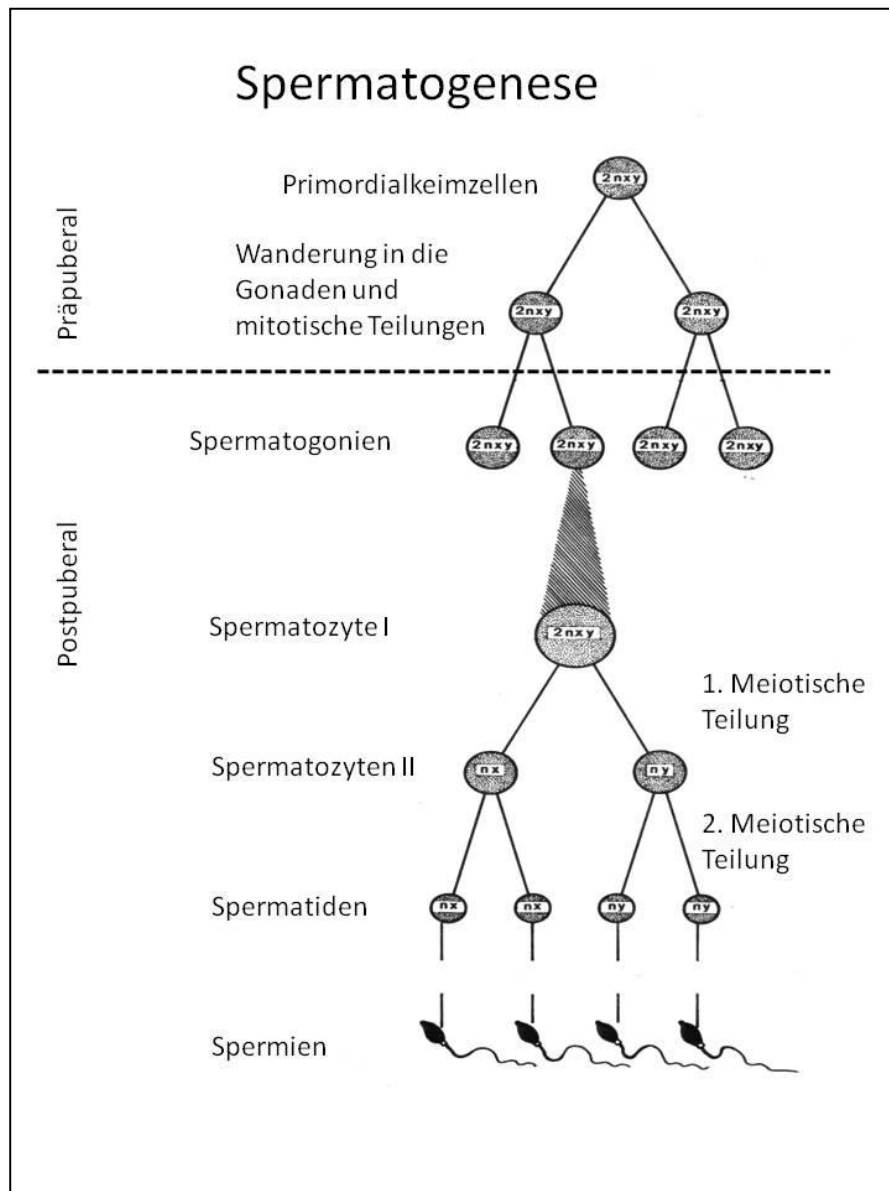 Spermatogenese
Präpuberal
Primordialkeimzellen
2nxy
Wanderung in die
Gonaden und
mitotische Teilungen
2nxy 2nxy
Postpuberal
Spermatogonien
2nxy 2nxy 2nxy 2nxy
Spermatozyte I
2nxy
1. Meiotische
Teilung
Spermatozyten II
nx ny
2. Meiotische
Teilung
Spermatiden
nx nx ny ny
Spermien